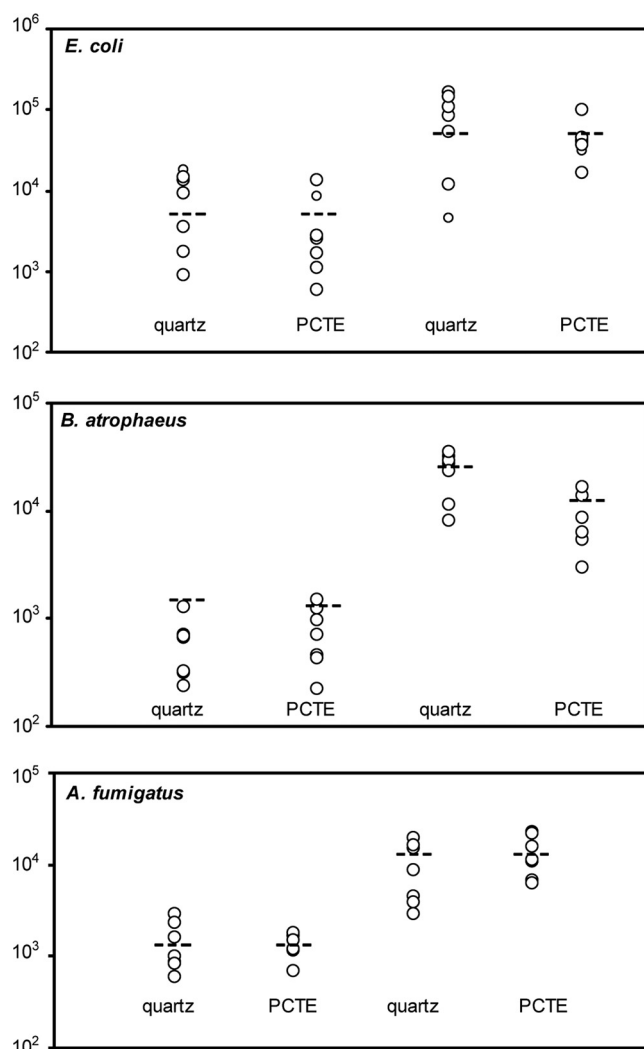 10⁶
E. coli
10⁵
10⁴
10³
quartz PCTE quartz PCTE
10²
10⁵
B. atrophaeus
10⁴
10³
quartz PCTE quartz PCTE
10²
10⁵
A. fumigatus
10⁴
10³
quartz PCTE quartz PCTE
10²